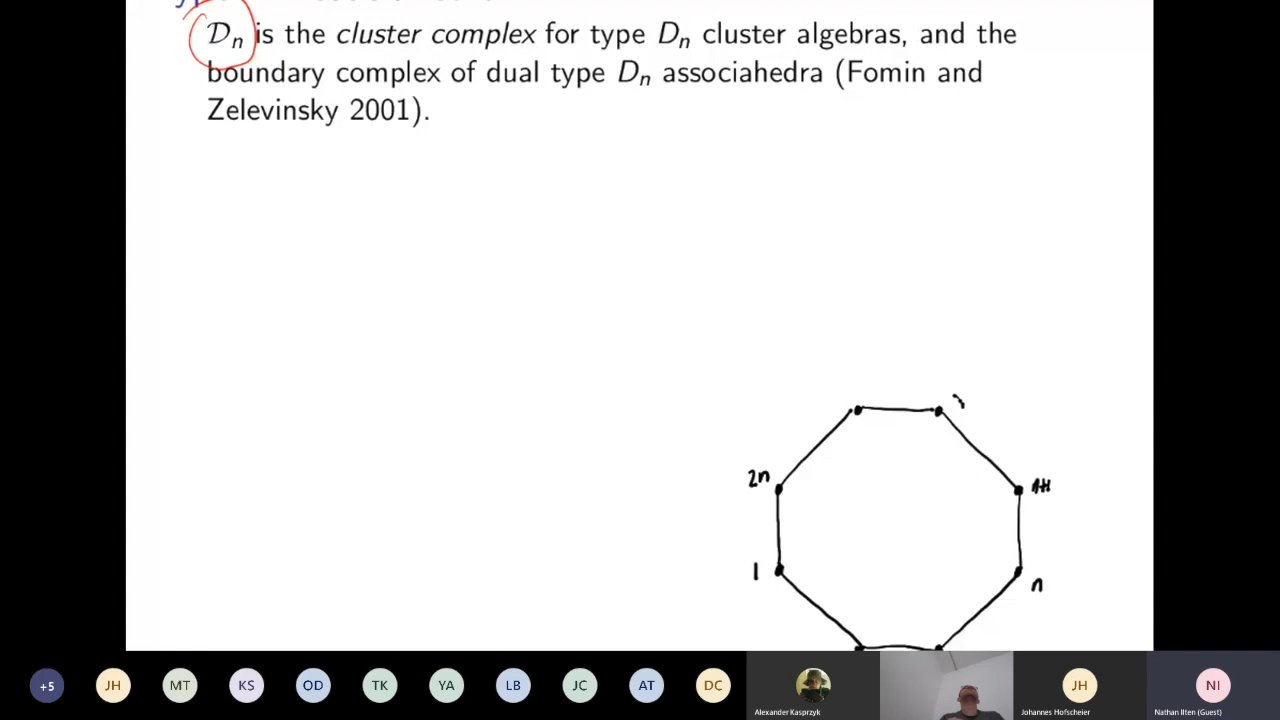 𝒟n is the cluster complex for type Dn cluster algebras, and the
boundary complex of dual type Dn associahedra (Fomin and
Zelevinsky 2001).
2n
1
n
+5
JH
MT
KS
OD
TK
YA
LB
JC
AT
DC
JH
NI
Alexander Kasprzyk
Johannes Hofscheier
Nathan Ilten (Guest)